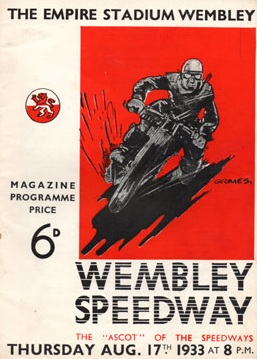 THE EMPIRE STADIUM WEMBLEY
MAGAZINE
PROGRAMME
PRICE
6D
WEMBLEY
SPEEDWAY
THE "ASCOT" OF THE SPEEDWAYS
THURSDAY AUG. 17TH 1933 AT 8 P.M.